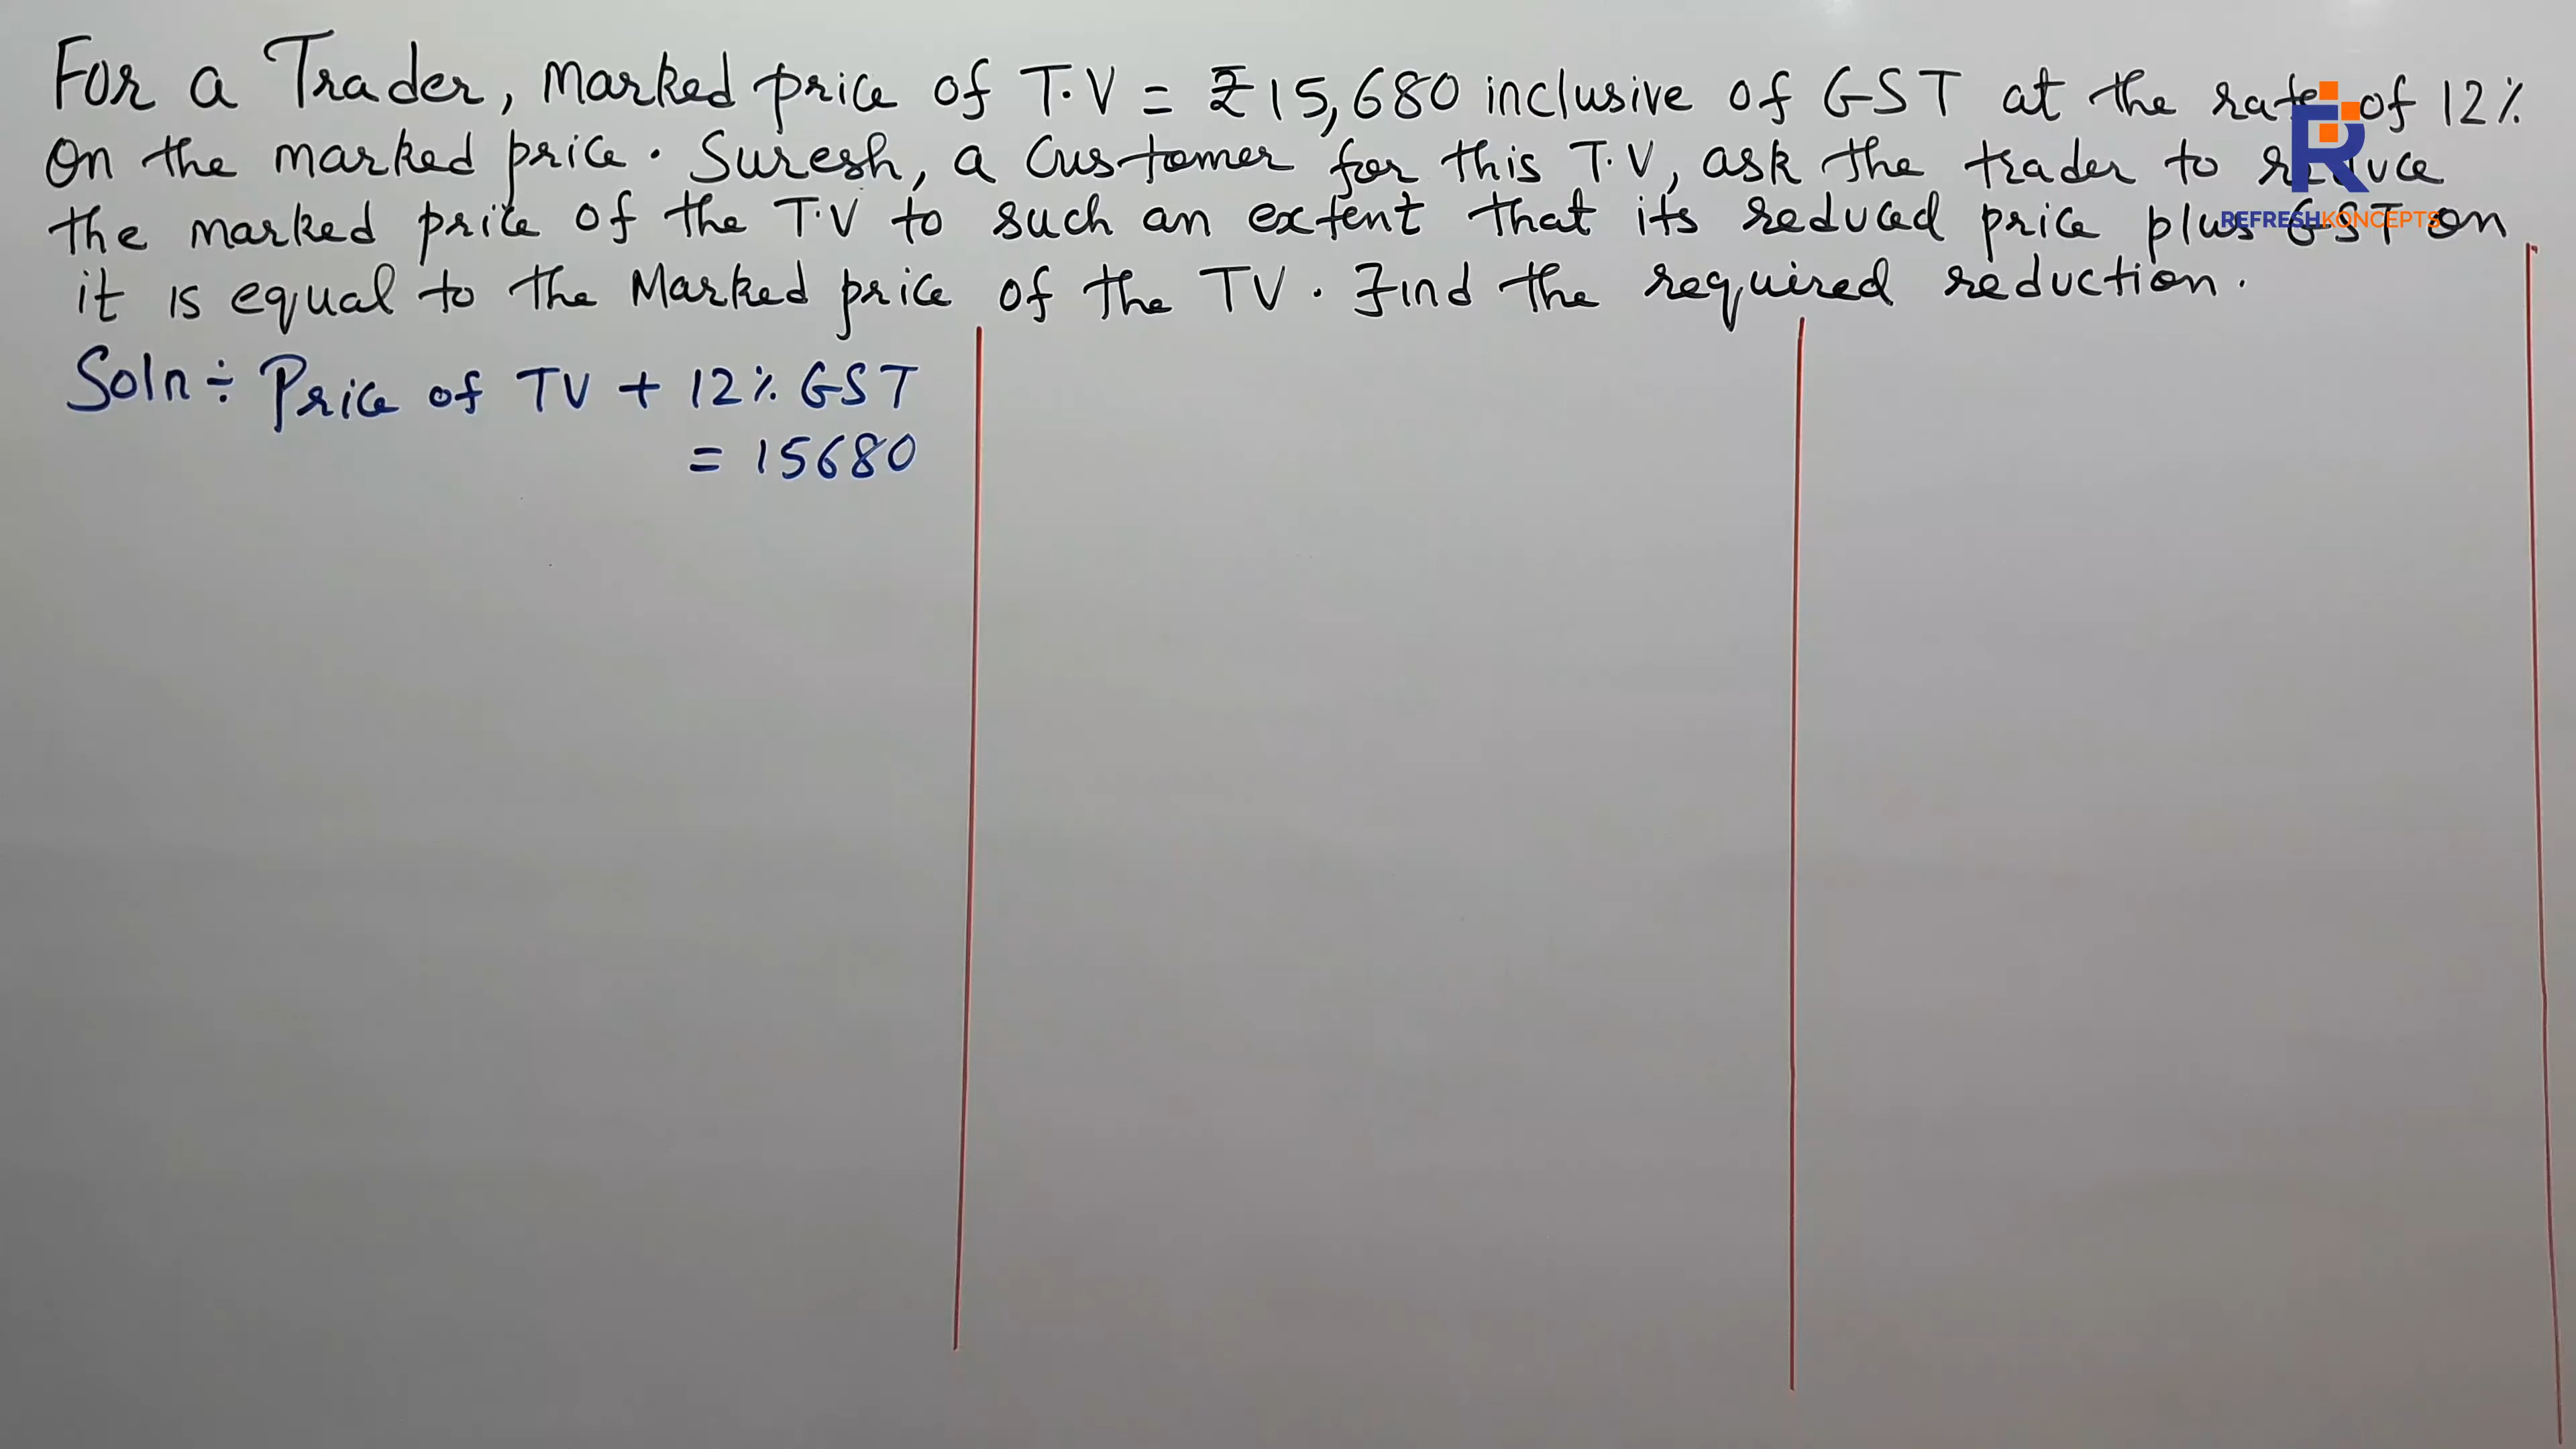 For a Trader, Marked price of T.V = ₹15,680 inclusive of GST at the rate of 12%
on the marked price. Suresh, a Customer for this T.V, ask the trader to reduce
the marked price of the T.V to such an extent that its reduced price plus GST on
it is equal to the Marked price of the TV. Find the required reduction.
Soln ÷ Price of TV + 12% GST
= 15680
REFRESHKONCEPTS